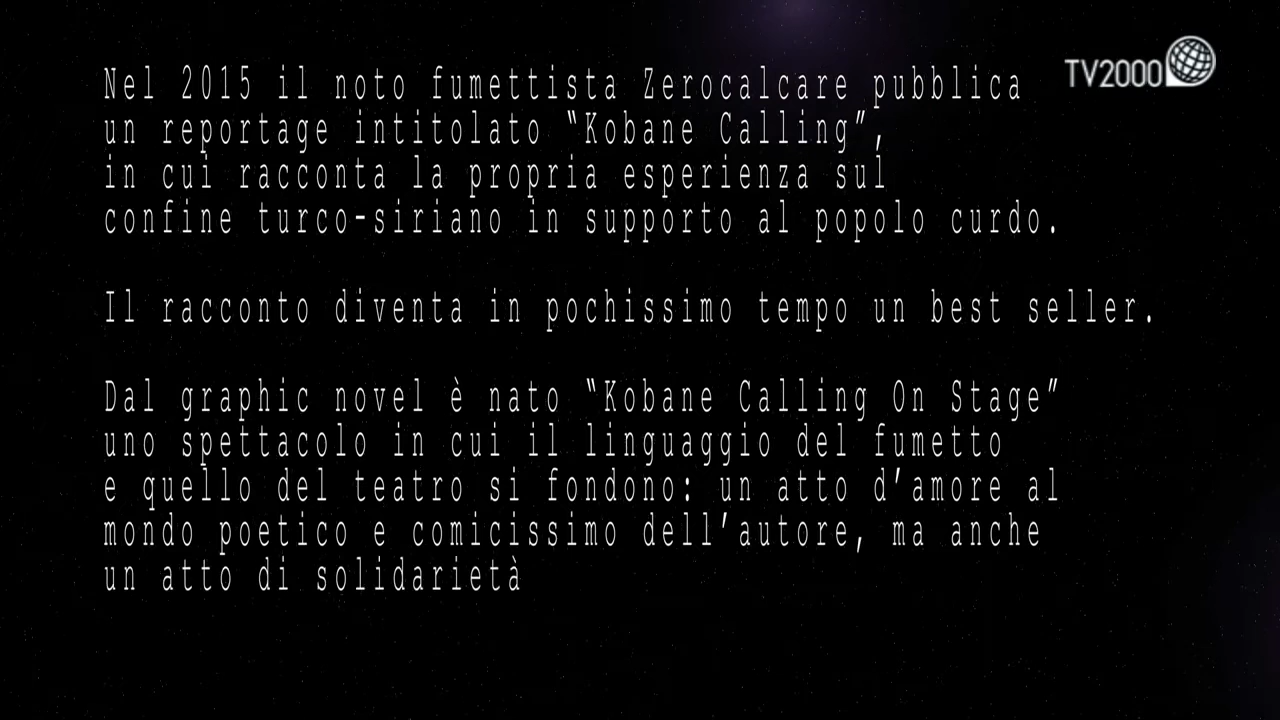 Nel 2015 il noto fumettista Zerocalcare pubblica
un reportage intitolato “Kobane Calling”,
in cui racconta la propria esperienza sul
confine turco-siriano in supporto al popolo curdo.
Il racconto diventa in pochissimo tempo un best seller.
Dal graphic novel è nato “Kobane Calling On Stage”
uno spettacolo in cui il linguaggio del fumetto
e quello del teatro si fondono: un atto d’amore al
mondo poetico e comicissimo dell’autore, ma anche
un atto di solidarietà
TV2000